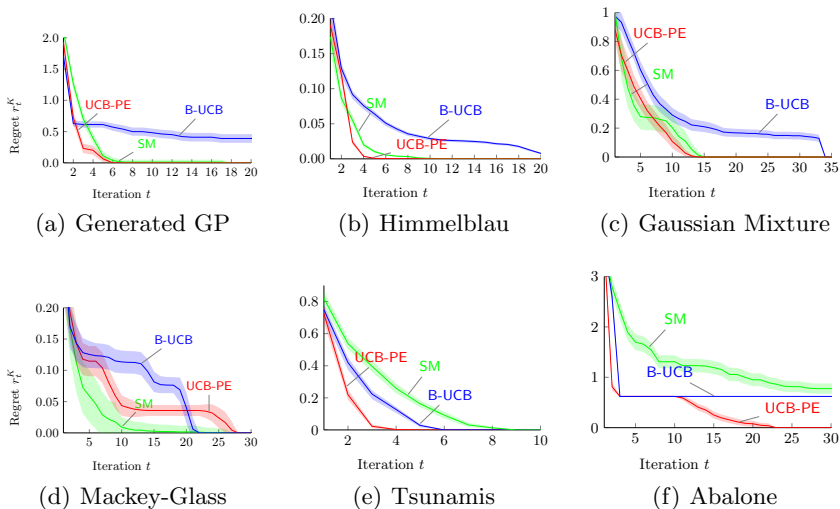 2.0
1.5
1.0
0.5
0.0
2 4 6 8 10 12 14 16 18 20
Regret r_t^K
Iteration t
UCB-PE
B-UCB
SM
(a) Generated GP
0.20
0.15
0.10
0.05
0.00
2 4 6 8 10 12 14 16 18 20
Iteration t
SM
B-UCB
UCB-PE
(b) Himmelblau
1
0.8
0.6
0.4
0.2
0
5 10 15 20 25 30 35
Iteration t
UCB-PE
SM
B-UCB
(c) Gaussian Mixture
0.20
0.15
0.10
0.05
0.00
5 10 15 20 25 30
Regret r_t^K
Iteration t
B-UCB
UCB-PE
SM
(d) Mackey-Glass
0.8
0.6
0.4
0.2
0
2 4 6 8 10
Iteration t
UCB-PE
SM
B-UCB
(e) Tsunamis
3
2
1
0
5 10 15 20 25 30
Iteration t
SM
B-UCB
UCB-PE
(f) Abalone